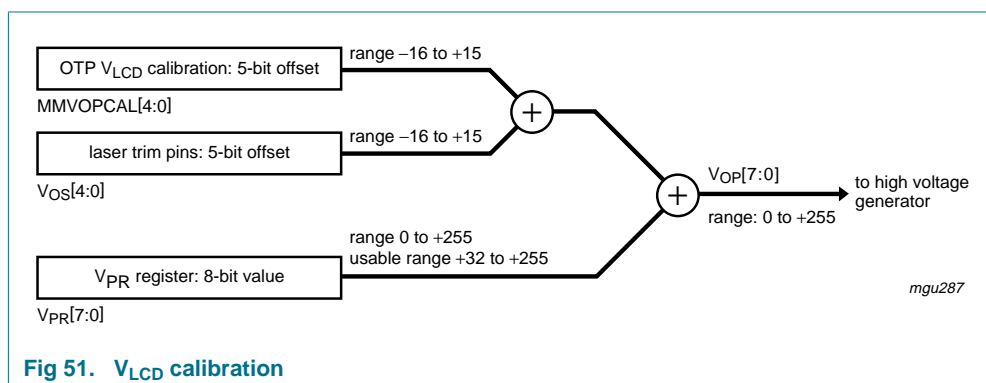 range –16 to +15
OTP VLCD calibration: 5-bit offset
MMVOPCAL[4:0]
+
range –16 to +15
laser trim pins: 5-bit offset
VOS[4:0]
+
VOP[7:0]
range: 0 to +255
to high voltage
generator
range 0 to +255
usable range +32 to +255
VPR register: 8-bit value
VPR[7:0]
mgu287
Fig 51. VLCD calibration